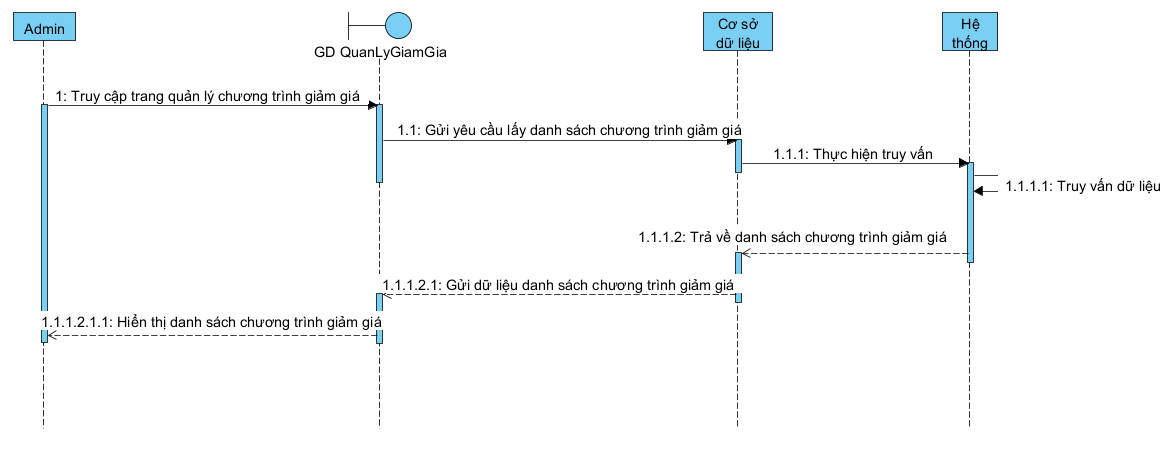 Admin
GD QuanLyGiamGia
Cơ sở
dữ liệu
Hệ
thống
1: Truy cập trang quản lý chương trình giảm giá
1.1: Gửi yêu cầu lấy danh sách chương trình giảm giá
1.1.1: Thực hiện truy vấn
1.1.1.1: Truy vấn dữ liệu
1.1.1.2: Trả về danh sách chương trình giảm giá
1.1.1.2.1: Gửi dữ liệu danh sách chương trình giảm giá
1.1.1.2.1.1: Hiển thị danh sách chương trình giảm giá